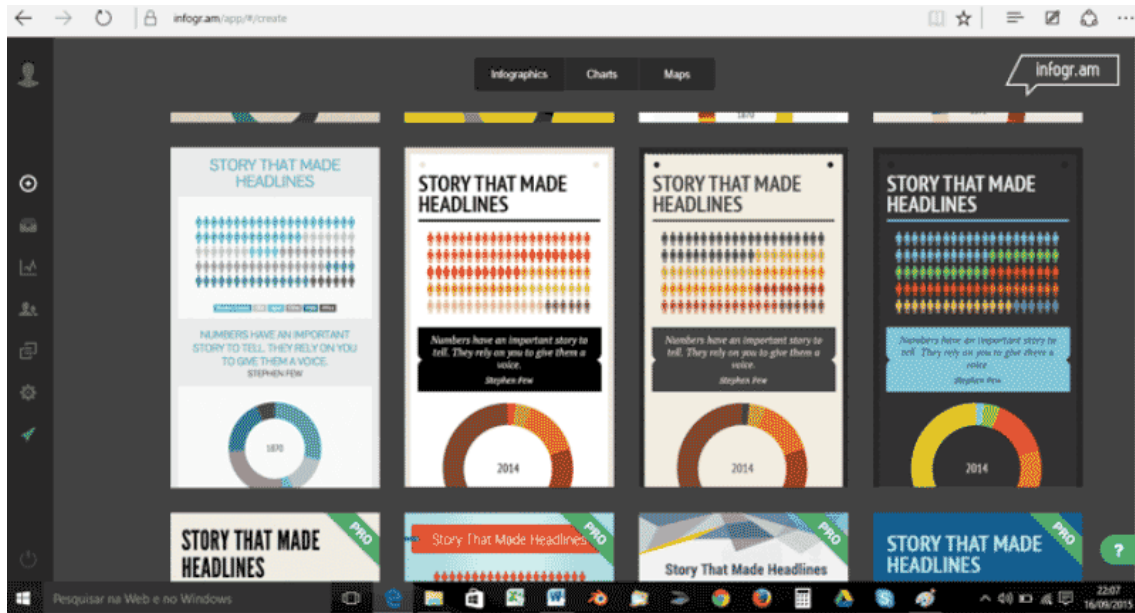 infogr.am/app/#/create
Infographics
Charts
Maps
infogr.am
1870
STORY THAT MADE
HEADLINES
NUMBERS HAVE AN IMPORTANT
STORY TO TELL. THEY RELY ON YOU
TO GIVE THEM A VOICE.
STEPHEN FEW
1870
STORY THAT MADE
HEADLINES
Numbers have an important story to
tell. They rely on you to give them a
voice.
Stephen Few
2014
STORY THAT MADE
HEADLINES
Numbers have an important story to
tell. They rely on you to give them a
voice.
Stephen Few
2014
STORY THAT MADE
HEADLINES
Numbers have an important story to
tell. They rely on you to give them a
voice
Stephen Few
2014
STORY THAT MADE
HEADLINES
PRO
Story That Made Headlines
PRO
Story That Made Headlines
PRO
STORY THAT MADE
HEADLINES
PRO
?
Pesquisar na Web e no Windows
22:07
16/09/2015